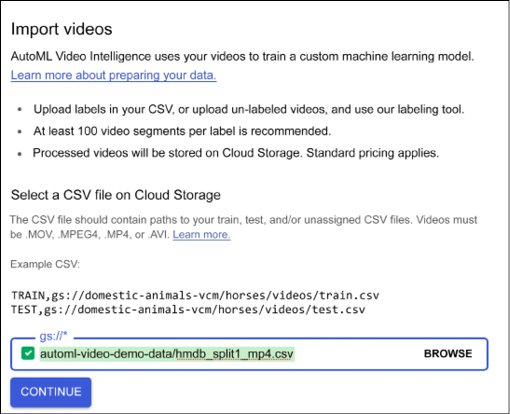 Import videos
AutoML Video Intelligence uses your videos to train a custom machine learning model.
Learn more about preparing your data.
• Upload labels in your CSV, or upload un-labeled videos, and use our labeling tool.
• At least 100 video segments per label is recommended.
• Processed videos will be stored on Cloud Storage. Standard pricing applies.
Select a CSV file on Cloud Storage
The CSV file should contain paths to your train, test, and/or unassigned CSV files. Videos must
be .MOV, .MPEG4, .MP4, or .AVI. Learn more.
Example CSV:
TRAIN,gs://domestic-animals-vcm/horses/videos/train.csv
TEST,gs://domestic-animals-vcm/horses/videos/test.csv
gs://*
automl-video-demo-data/hmdb_split1_mp4.csv BROWSE
CONTINUE